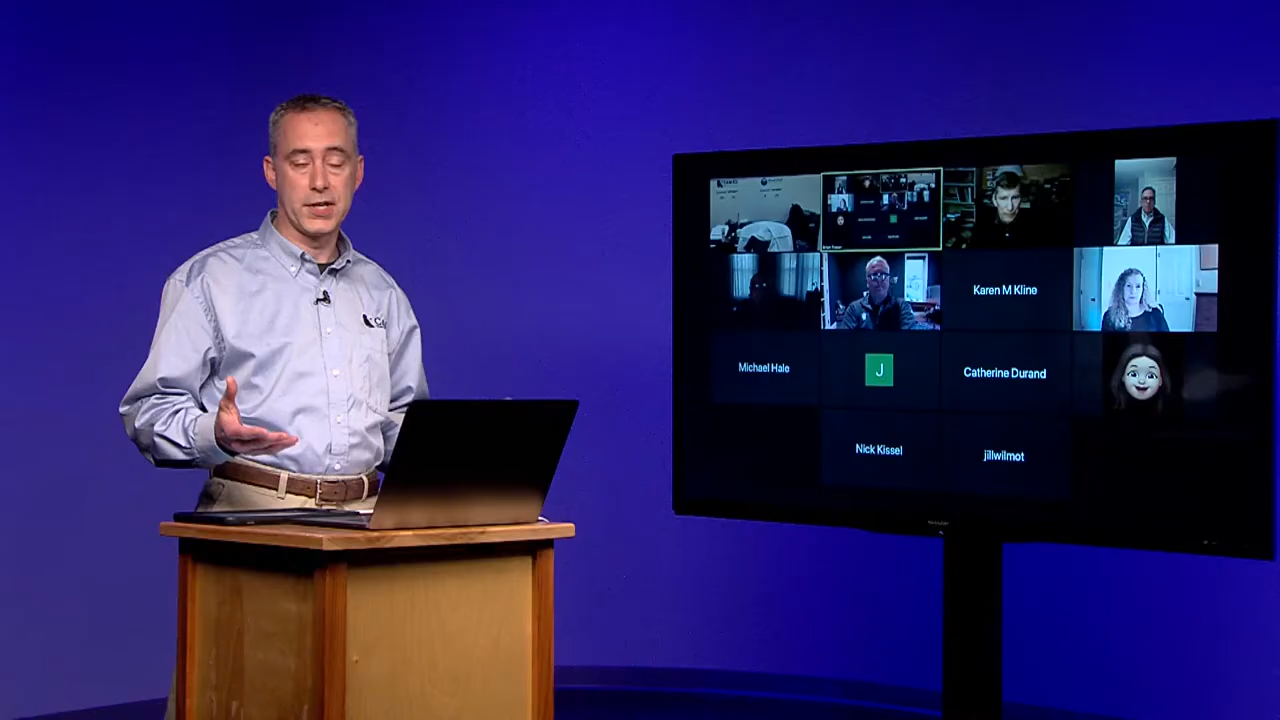 Karen M Kline
Michael Hale
J
Catherine Durand
Nick Kissel
jillwilmot